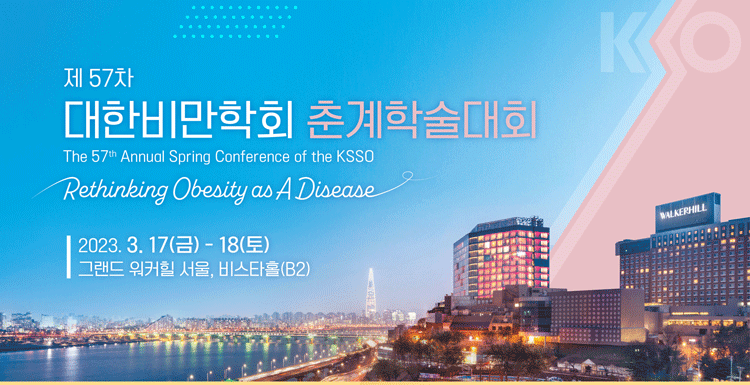 KSSO
제 57차
대한비만학회 춘계학술대회
The 57th Annual Spring Conference of the KSSO
Rethinking Obesity as A Disease
2023. 3. 17(금) - 18(토)
그랜드 워커힐 서울, 비스타홀(B2)
WALKERHILL